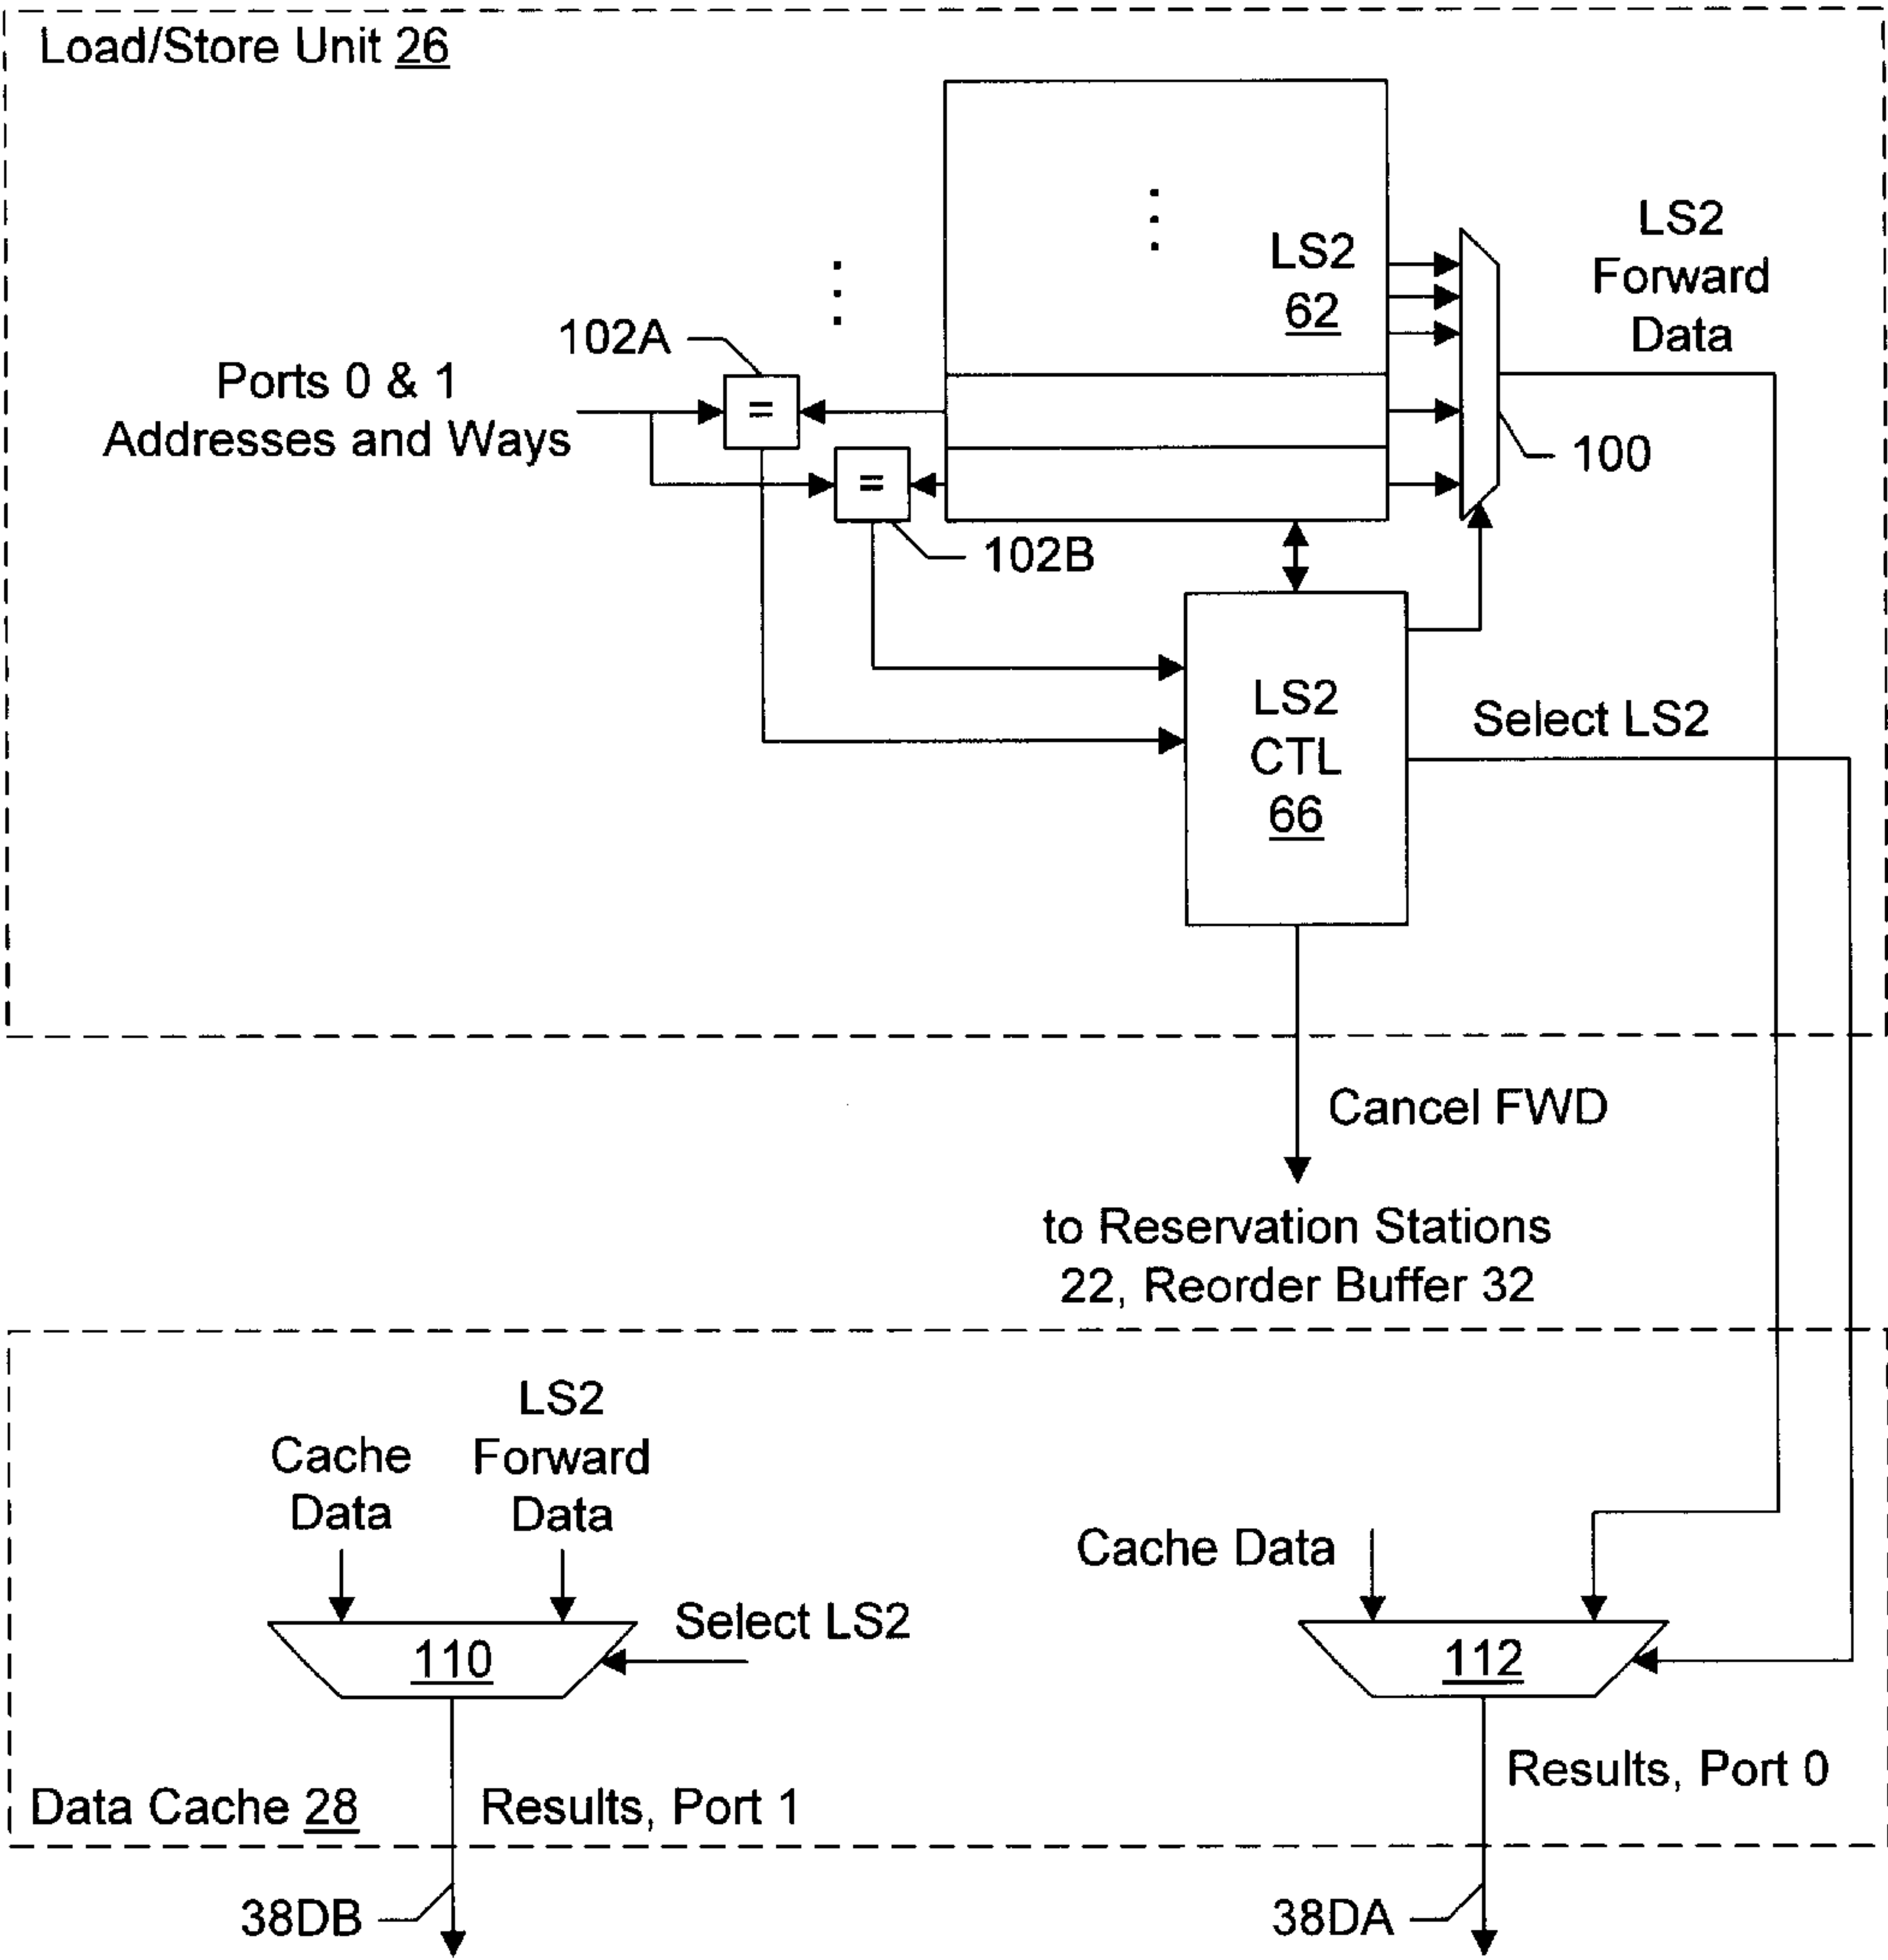 Load/Store Unit 26
LS2
62
LS2
Forward
Data
102A
Ports 0 & 1
Addresses and Ways
=
=
100
102B
LS2
CTL
66
Select LS2
Cancel FWD
to Reservation Stations
22, Reorder Buffer 32
Cache
Data
LS2
Forward
Data
Select LS2
110
Cache Data
112
Results, Port 0
Data Cache 28
Results, Port 1
38DB
38DA